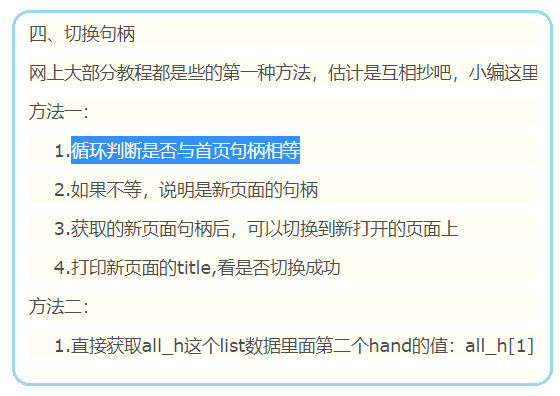 四、切换句柄
网上大部分教程都是些的第一种方法，估计是互相抄吧，小编这里
方法一：
1.循环判断是否与首页句柄相等
2.如果不等，说明是新页面的句柄
3.获取的新页面句柄后，可以切换到新打开的页面上
4.打印新页面的title,看是否切换成功
方法二：
1.直接获取all_h这个list数据里面第二个hand的值：all_h[1]